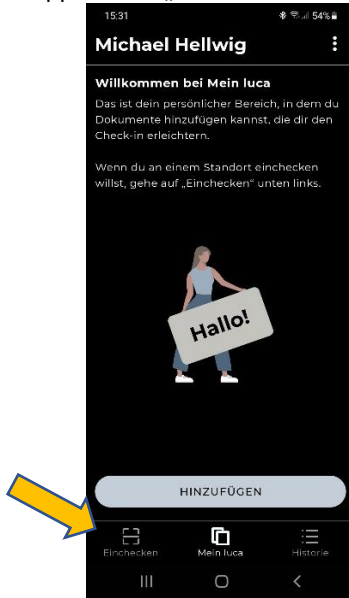 15:31 54%
Michael Hellwig
Willkommen bei Mein luca
Das ist dein persönlicher Bereich, in dem du
Dokumente hinzufügen kannst, die dir den
Check-in erleichtern.
Wenn du an einem Standort einchecken
willst, gehe auf „Einchecken“ unten links.
Hallo!
HINZUFÜGEN
Einchecken Mein luca Historie